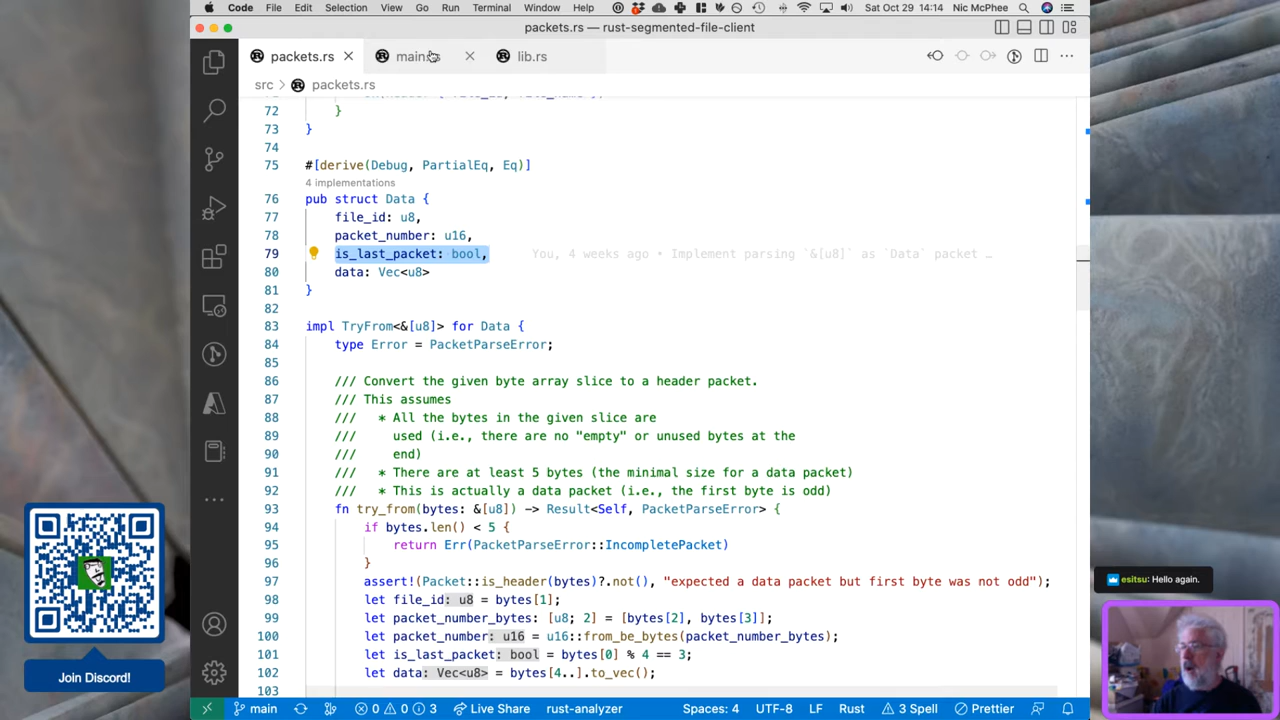 Code File Edit Selection View Go Run Terminal Window Help Sat Oct 29 14:14 Nic McPhee
packets.rs — rust-segmented-file-client
packets.rs main.rs lib.rs
src > packets.rs
72 }
73 }
74
75 #[derive(Debug, PartialEq, Eq)]
4 implementations
76 pub struct Data {
77 file_id: u8,
78 packet_number: u16,
79 is_last_packet: bool, You, 4 weeks ago • Implement parsing `&[u8]` as `Data` packet …
80 data: Vec<u8>
81 }
82
83 impl TryFrom<&[u8]> for Data {
84 type Error = PacketParseError;
85
86 /// Convert the given byte array slice to a header packet.
87 /// This assumes
88 /// * All the bytes in the given slice are
89 /// used (i.e., there are no "empty" or unused bytes at the
90 /// end)
91 /// * There are at least 5 bytes (the minimal size for a data packet)
92 /// * This is actually a data packet (i.e., the first byte is odd)
93 fn try_from(bytes: &[u8]) -> Result<Self, PacketParseError> {
94 if bytes.len() < 5 {
95 return Err(PacketParseError::IncompletePacket)
96 }
97 assert!(Packet::is_header(bytes)?.not(), "expected a data packet but first byte was not odd");
98 let file_id: u8 = bytes[1];
99 let packet_number_bytes: [u8; 2] = [bytes[2], bytes[3]];
100 let packet_number: u16 = u16::from_be_bytes(packet_number_bytes);
101 let is_last_packet: bool = bytes[0] % 4 == 3;
102 let data: Vec<u8> = bytes[4..].to_vec();
103
main 0 0 3 Live Share rust-analyzer Spaces: 4 UTF-8 LF Rust 3 Spell Prettier
Join Discord!
esitsu: Hello again.